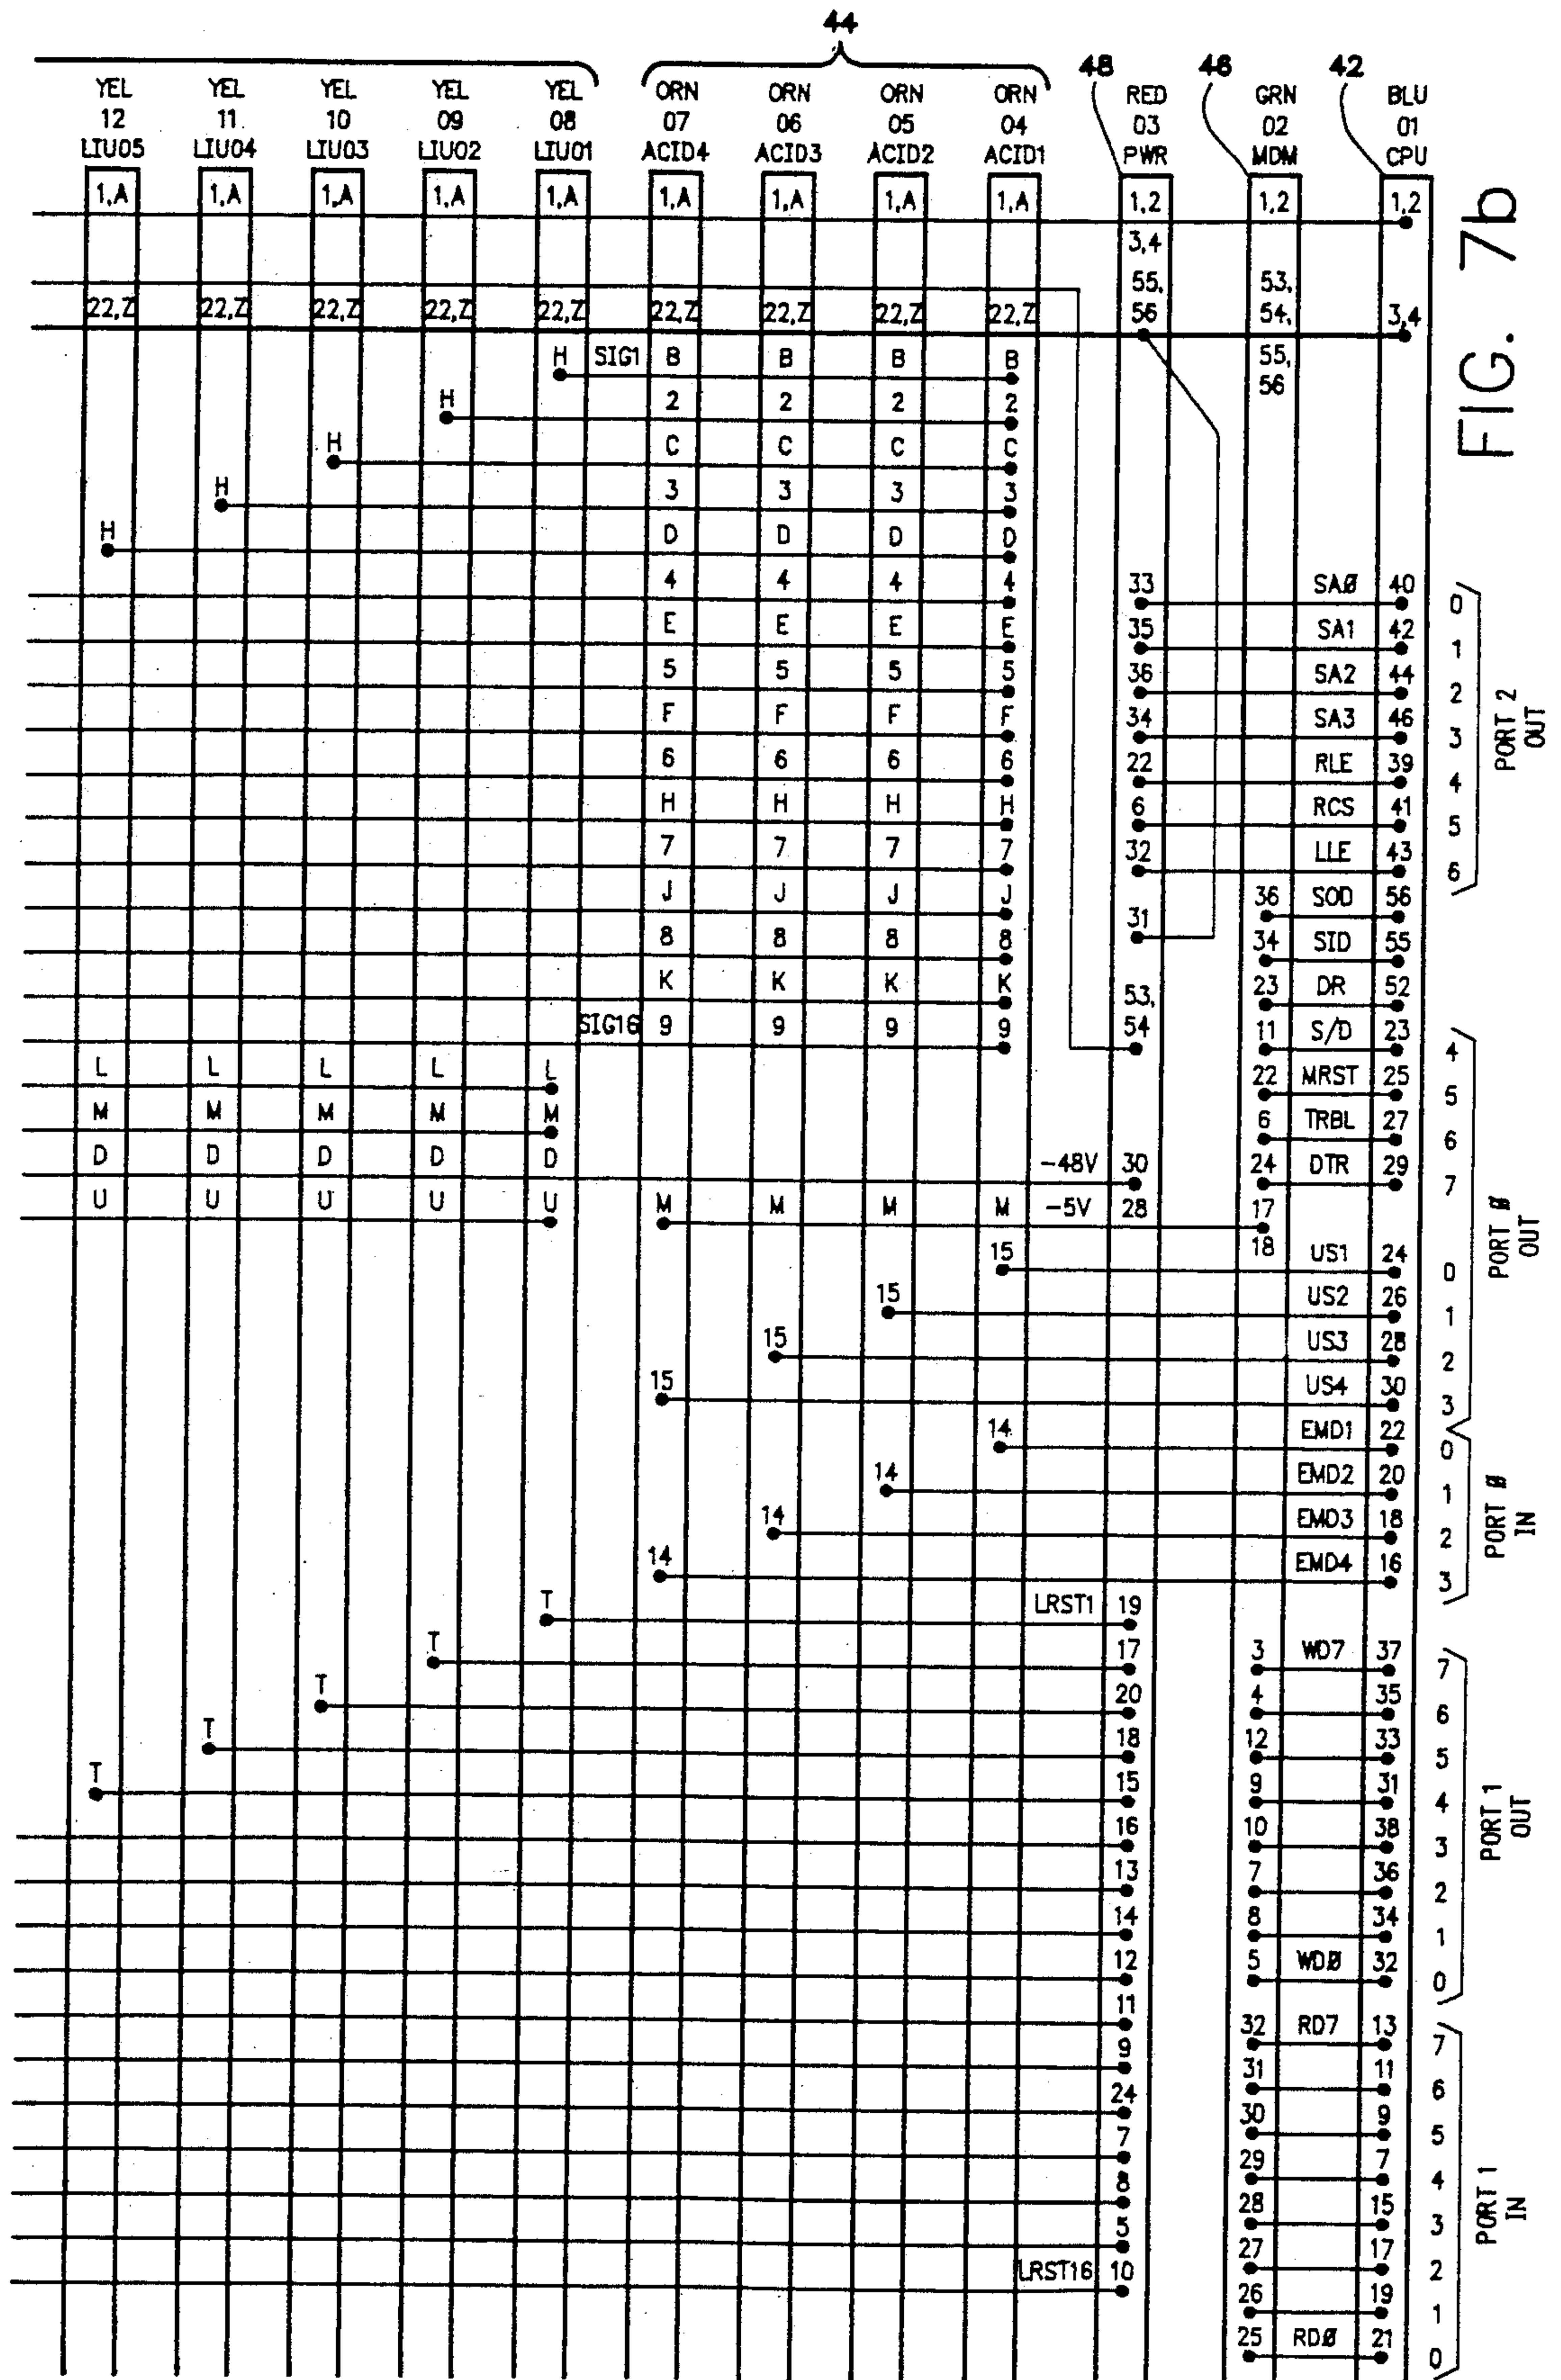 44
48 46 42
YEL YEL YEL YEL YEL ORN ORN ORN ORN RED GRN BLU
12 11 10 09 08 07 06 05 04 03 02 01
LIU05 LIU04 LIU03 LIU02 LIU01 ACID4 ACID3 ACID2 ACID1 PWR MDM CPU
1,A 1,A 1,A 1,A 1,A 1,A 1,A 1,A 1,A 1,2 1,2 1,2
3,4
55, 53,
22,Z 22,Z 22,Z 22,Z 22,Z 22,Z 22,Z 22,Z 22,Z 56 54, 3,4
H SIG1 B B B B 55,
H 2 2 2 2 56
H C C C C
H 3 3 3 3
H D D D D
4 4 4 4 33 SAØ 40 0
E E E E 35 SA1 42 1
5 5 5 5 36 SA2 44 2
F F F F 34 SA3 46 3
6 6 6 6 22 RLE 39 4
H H H H 6 RCS 41 5
7 7 7 7 32 LLE 43 6
PORT 2
OUT
J J J J 36 SOD 56
8 8 8 8 31 34 SID 55
K K K K 53, 23 DR 52
SIG16 9 9 9 9 54 11 S/D 23 4
L L L L L 22 MRST 25 5
M M M M M 6 TRBL 27 6
D D D D D -48V 30 24 DTR 29 7
U U U U U M M M M -5V 28 17
18
15 US1 24 0
15 US2 26 1
15 US3 28 2
15 US4 30 3
PORT Ø
OUT
14 EMD1 22 0
14 EMD2 20 1
14 EMD3 18 2
14 EMD4 16 3
PORT Ø
IN
T LRST1 19
T 17 3 WD7 37 7
T 20 4 35 6
T 18 12 33 5
T 15 9 31 4
16 10 38 3
13 7 36 2
14 8 34 1
12 5 WDØ 32 0
PORT 1
OUT
11 32 RD7 13 7
9 31 11 6
24 30 9 5
7 29 7 4
8 28 15 3
5 27 17 2
LRST16 10 26 19 1
25 RDØ 21 0
PORT 1
IN
FIG. 7b